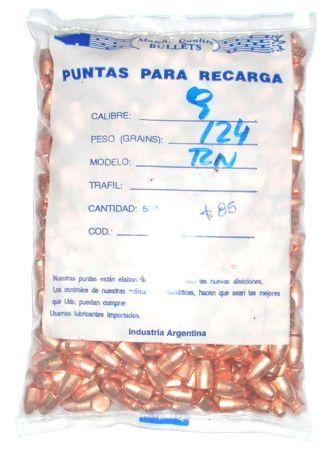 Match Quality
BULLETS
PUNTAS PARA RECARGA
CALIBRE: 9
PESO (GRAINS): 124
MODELO: RN
TRAFIL:
CANTIDAD: $85
COD.:
Nuestras puntas están con las nuevas aleaciones.
Los controles de nuestras hacen que sean las mejores
que Uds. puedan
Usamos lubricantes importados.
Industria Argentina